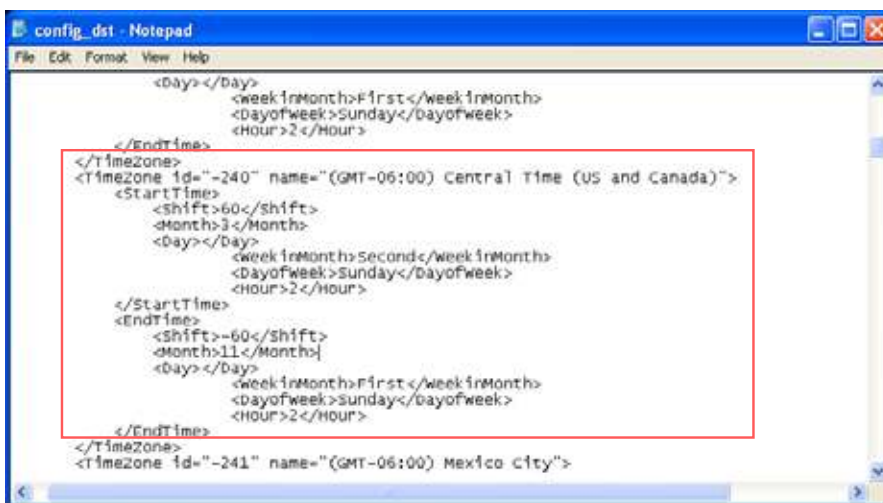 config_dst - Notepad
File Edit Format View Help
<Day></Day>
<WeekinMonth>First</WeekinMonth>
<DayofWeek>Sunday</DayofWeek>
<Hour>2</Hour>
</EndTime>
</TimeZone>
<TimeZone id="-240" name="(GMT-06:00) Central Time (US and Canada)">
<StartTime>
<Shift>60</Shift>
<Month>3</Month>
<Day></Day>
<WeekinMonth>Second</WeekinMonth>
<DayofWeek>Sunday</DayofWeek>
<Hour>2</Hour>
</StartTime>
<EndTime>
<Shift>-60</Shift>
<Month>11</Month>
<Day></Day>
<WeekinMonth>First</WeekinMonth>
<DayofWeek>Sunday</DayofWeek>
<Hour>2</Hour>
</EndTime>
</TimeZone>
<TimeZone id="-241" name="(GMT-06:00) Mexico City">